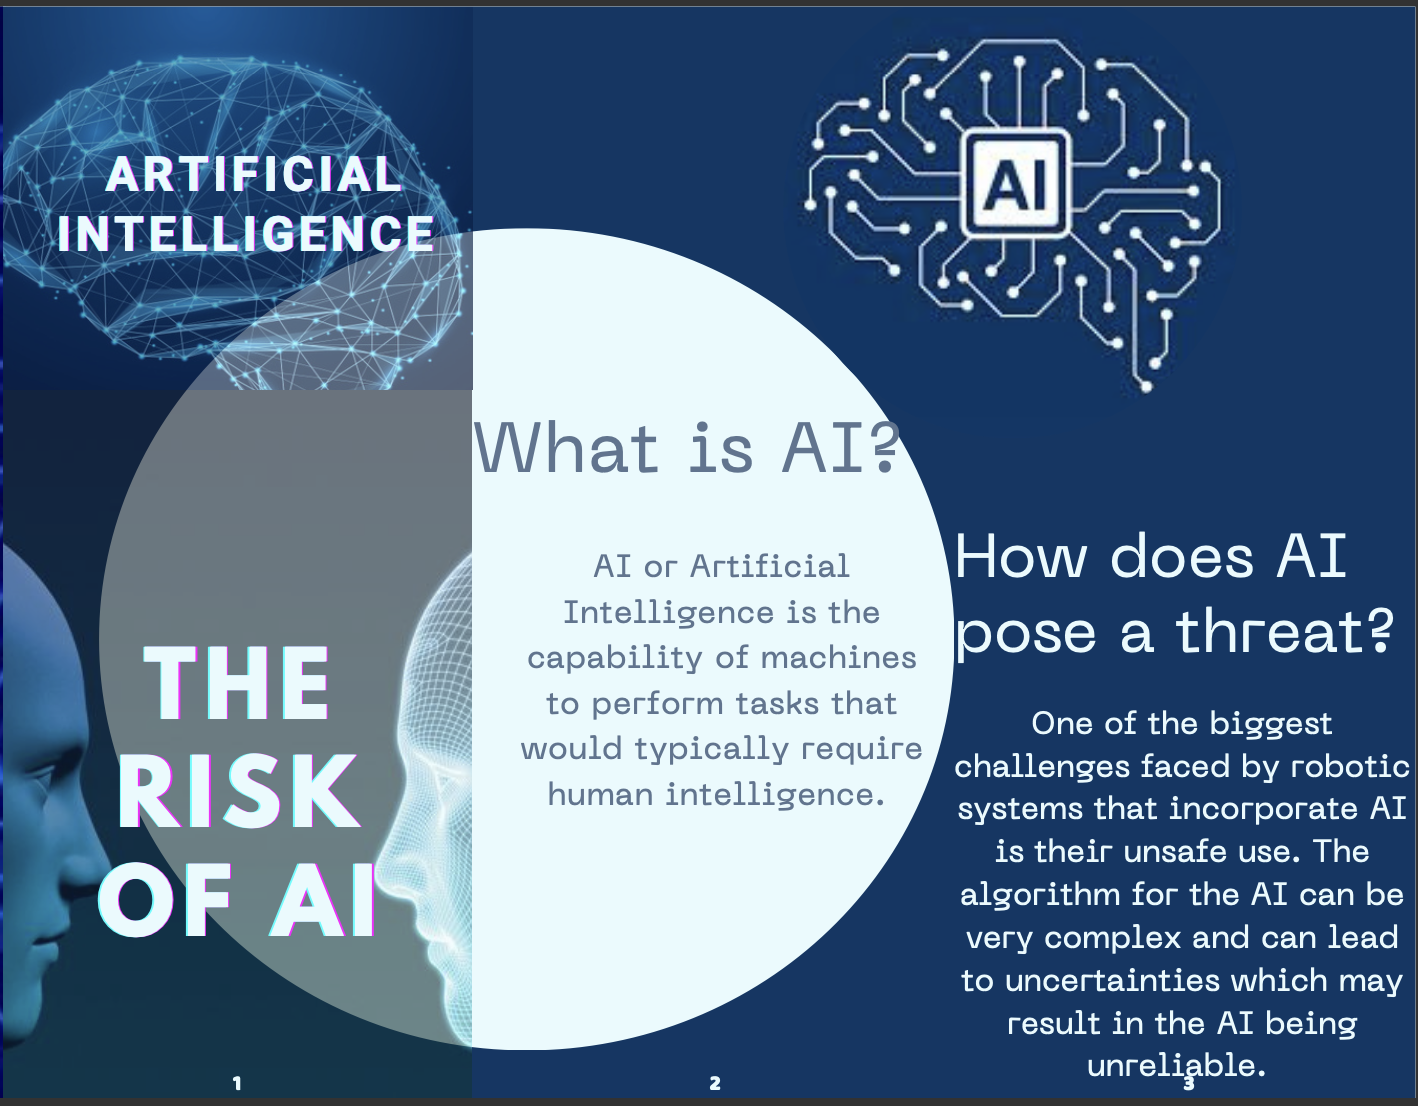 ARTIFICIAL
INTELLIGENCE
THE
RISK
OF AI
1
What is AI?
AI or Artificial
Intelligence is the
capability of machines
to perform tasks that
would typically require
human intelligence.
2
AI
How does AI
pose a threat?
One of the biggest
challenges faced by robotic
systems that incorporate AI
is their unsafe use. The
algorithm for the AI can be
very complex and can lead
to uncertainties which may
result in the AI being
unreliable.
3